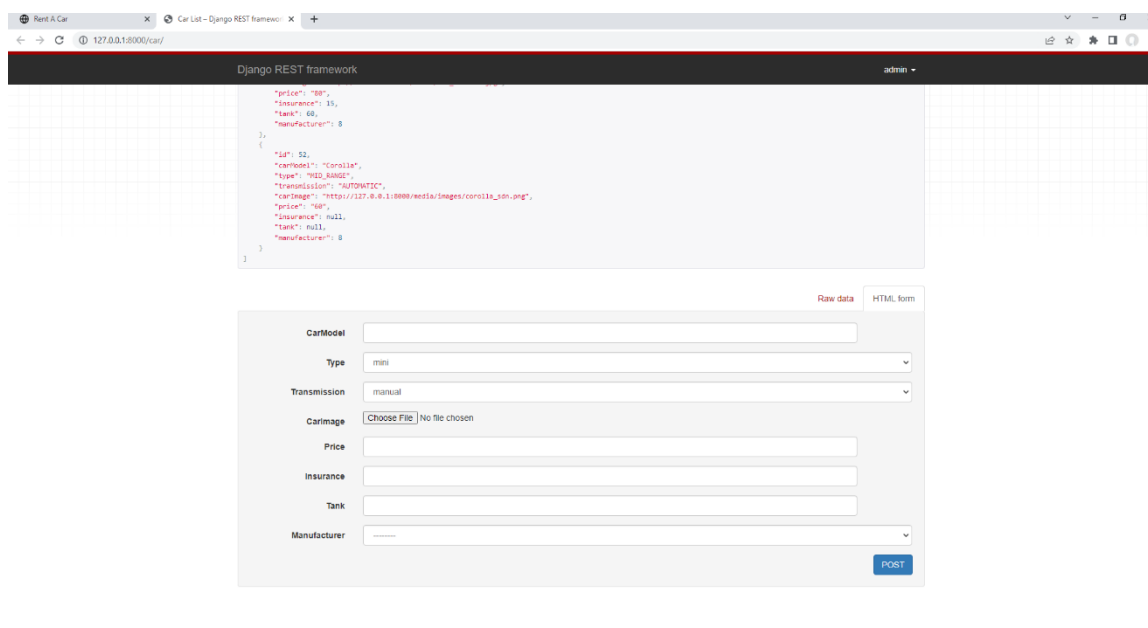 Rent A Car
Car List – Django REST framewor
127.0.0.1:8000/car/
Django REST framework
admin
"price": "80",
"insurance": 15,
"tank": 60,
"manufacturer": 8
},
{
"id": 52,
"carModel": "Corolla",
"type": "MID_RANGE",
"transmission": "AUTOMATIC",
"carImage": "http://127.0.0.1:8000/media/images/corolla_sdn.png",
"price": "60",
"insurance": null,
"tank": null,
"manufacturer": 8
}
]
Raw data HTML form
CarModel
Type mini
Transmission manual
CarImage Choose File No file chosen
Price
Insurance
Tank
Manufacturer ---------
POST